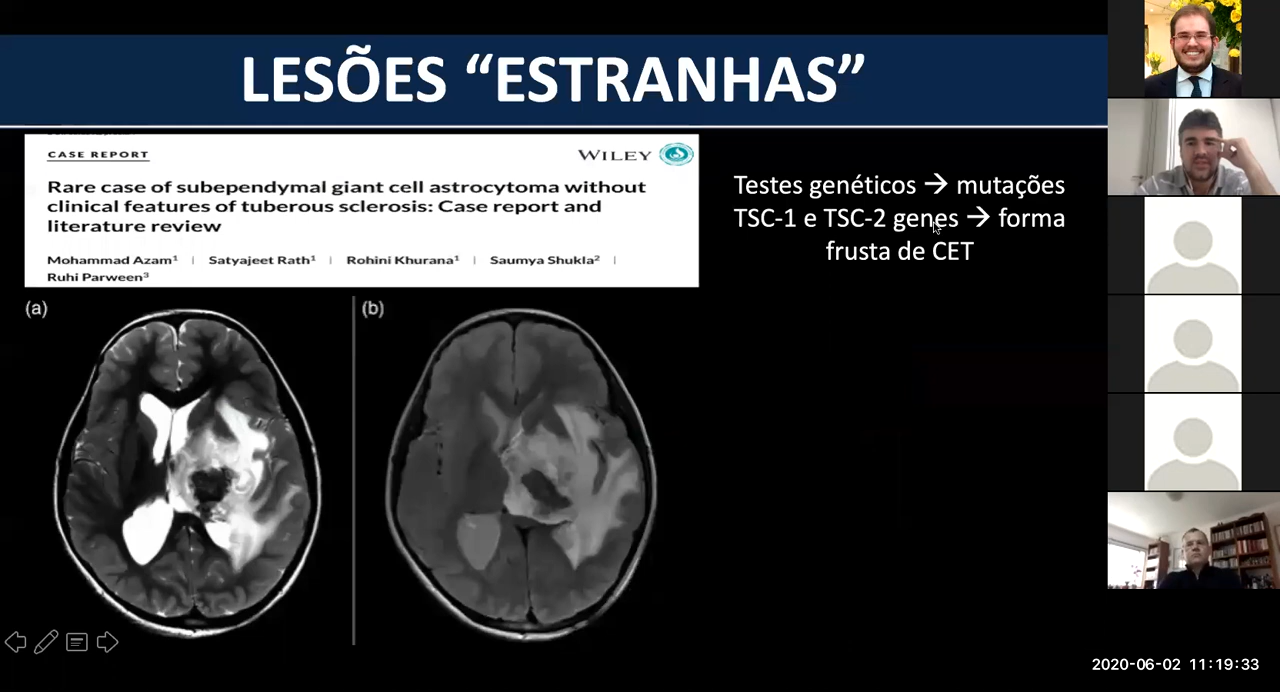 LESÕES “ESTRANHAS”
CASE REPORT
WILEY
Rare case of subependymal giant cell astrocytoma without
clinical features of tuberous sclerosis: Case report and
literature review
Mohammad Azam¹ | Satyajeet Rath¹ | Rohini Khurana¹ | Saumya Shukla² |
Ruhi Parween³
Testes genéticos → mutações
TSC-1 e TSC-2 genes → forma
frusta de CET
(a)
(b)
2020-06-02 11:19:33